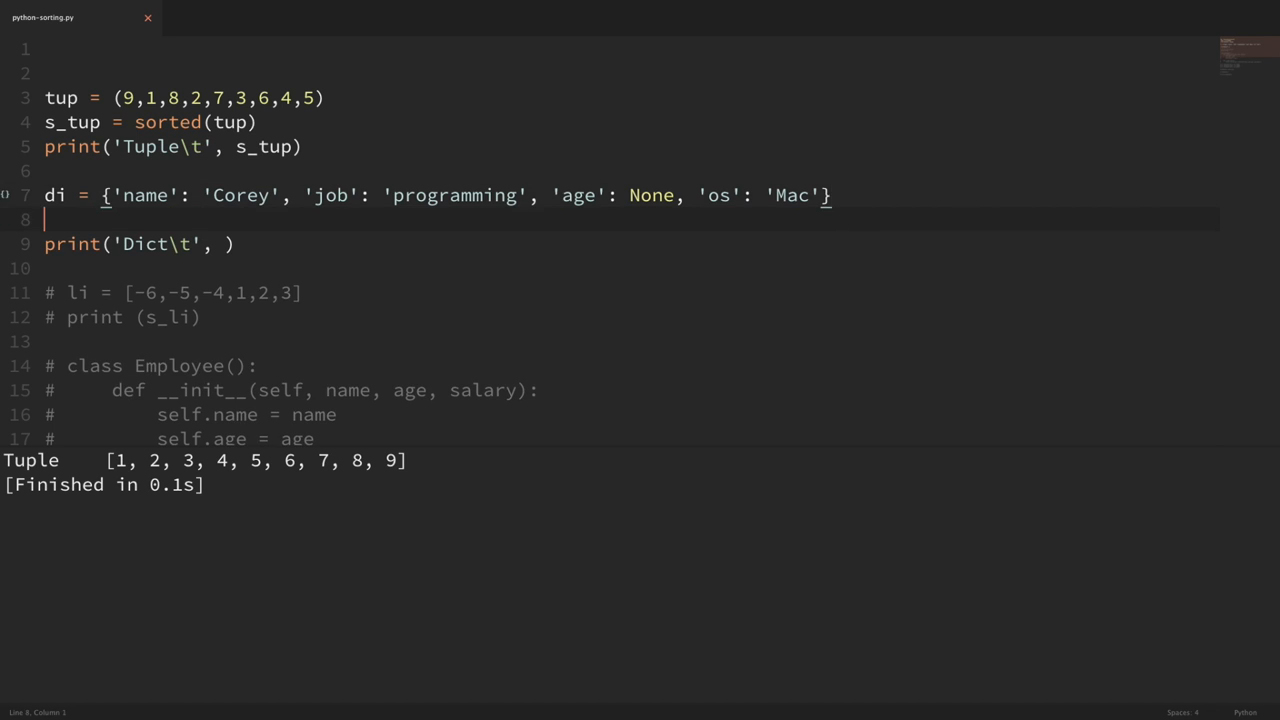 python-sorting.py ×
1
2
3 tup = (9,1,8,2,7,3,6,4,5)
4 s_tup = sorted(tup)
5 print('Tuple\t', s_tup)
6
{} 7 di = {'name': 'Corey', 'job': 'programming', 'age': None, 'os': 'Mac'}
8
9 print('Dict\t', )
10
11 # li = [-6,-5,-4,1,2,3]
12 # print (s_li)
13
14 # class Employee():
15 #     def __init__(self, name, age, salary):
16 #         self.name = name
17 #         self.age = age
Tuple    [1, 2, 3, 4, 5, 6, 7, 8, 9]
[Finished in 0.1s]
Line 8, Column 1 Spaces: 4 Python